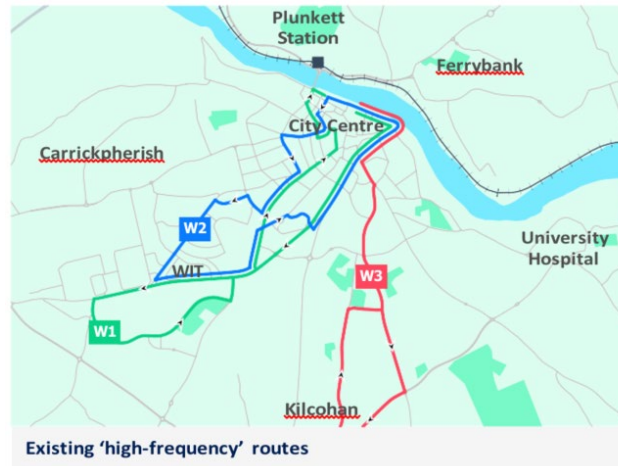 Plunkett
Station
Ferrybank
City Centre
Carrickpherish
W2
University
Hospital
WIT
W3
W1
Kilcohan
Existing ‘high-frequency’ routes